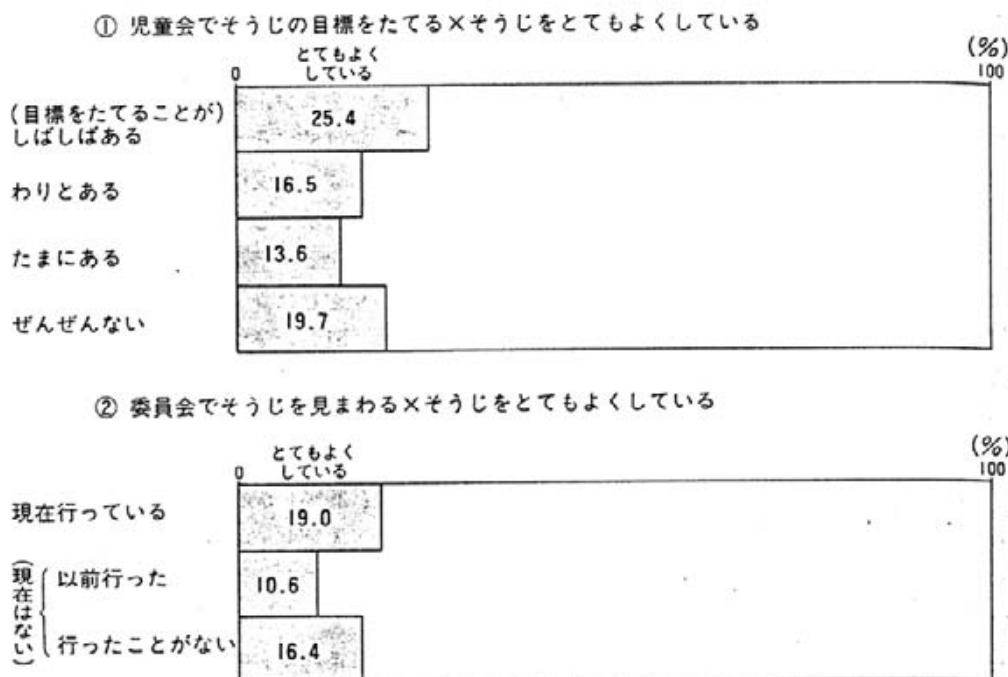 ① 児童会でそうじの目標をたてる×そうじをとてもよくしている
とてもよく
している
(%)
0
100
(目標をたてることが)
しばしばある
25.4
わりとある
16.5
たまにある
13.6
ぜんぜんない
19.7
② 委員会でそうじを見まわる×そうじをとてもよくしている
とてもよく
している
(%)
0
100
現在行っている
19.0
(現在はない)
以前行った
10.6
行ったことがない
16.4